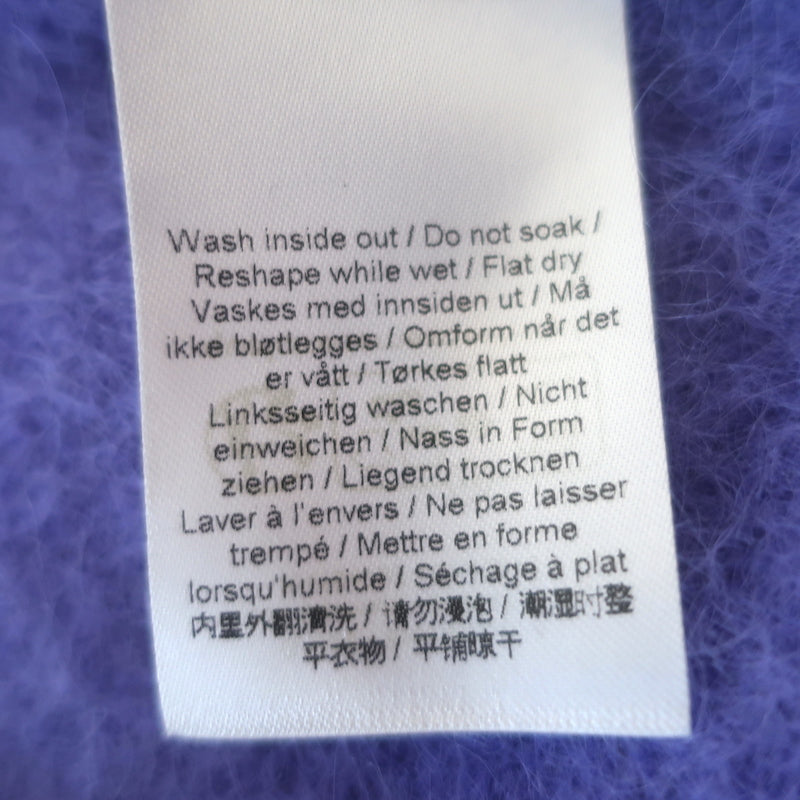 Wash inside out / Do not soak /
Reshape while wet / Flat dry
Vaskes med innsiden ut / Må
ikke bløtlegges / Omform når det
er vått / Tørkes flatt
Linksseitig waschen / Nicht
einweichen / Nass in Form
ziehen / Liegend trocknen
Laver à l'envers / Ne pas laisser
trempé / Mettre en forme
lorsqu'humide / Séchage à plat
内里外翻清洗 / 请勿浸泡 / 潮湿时整
平衣物 / 平铺晾干